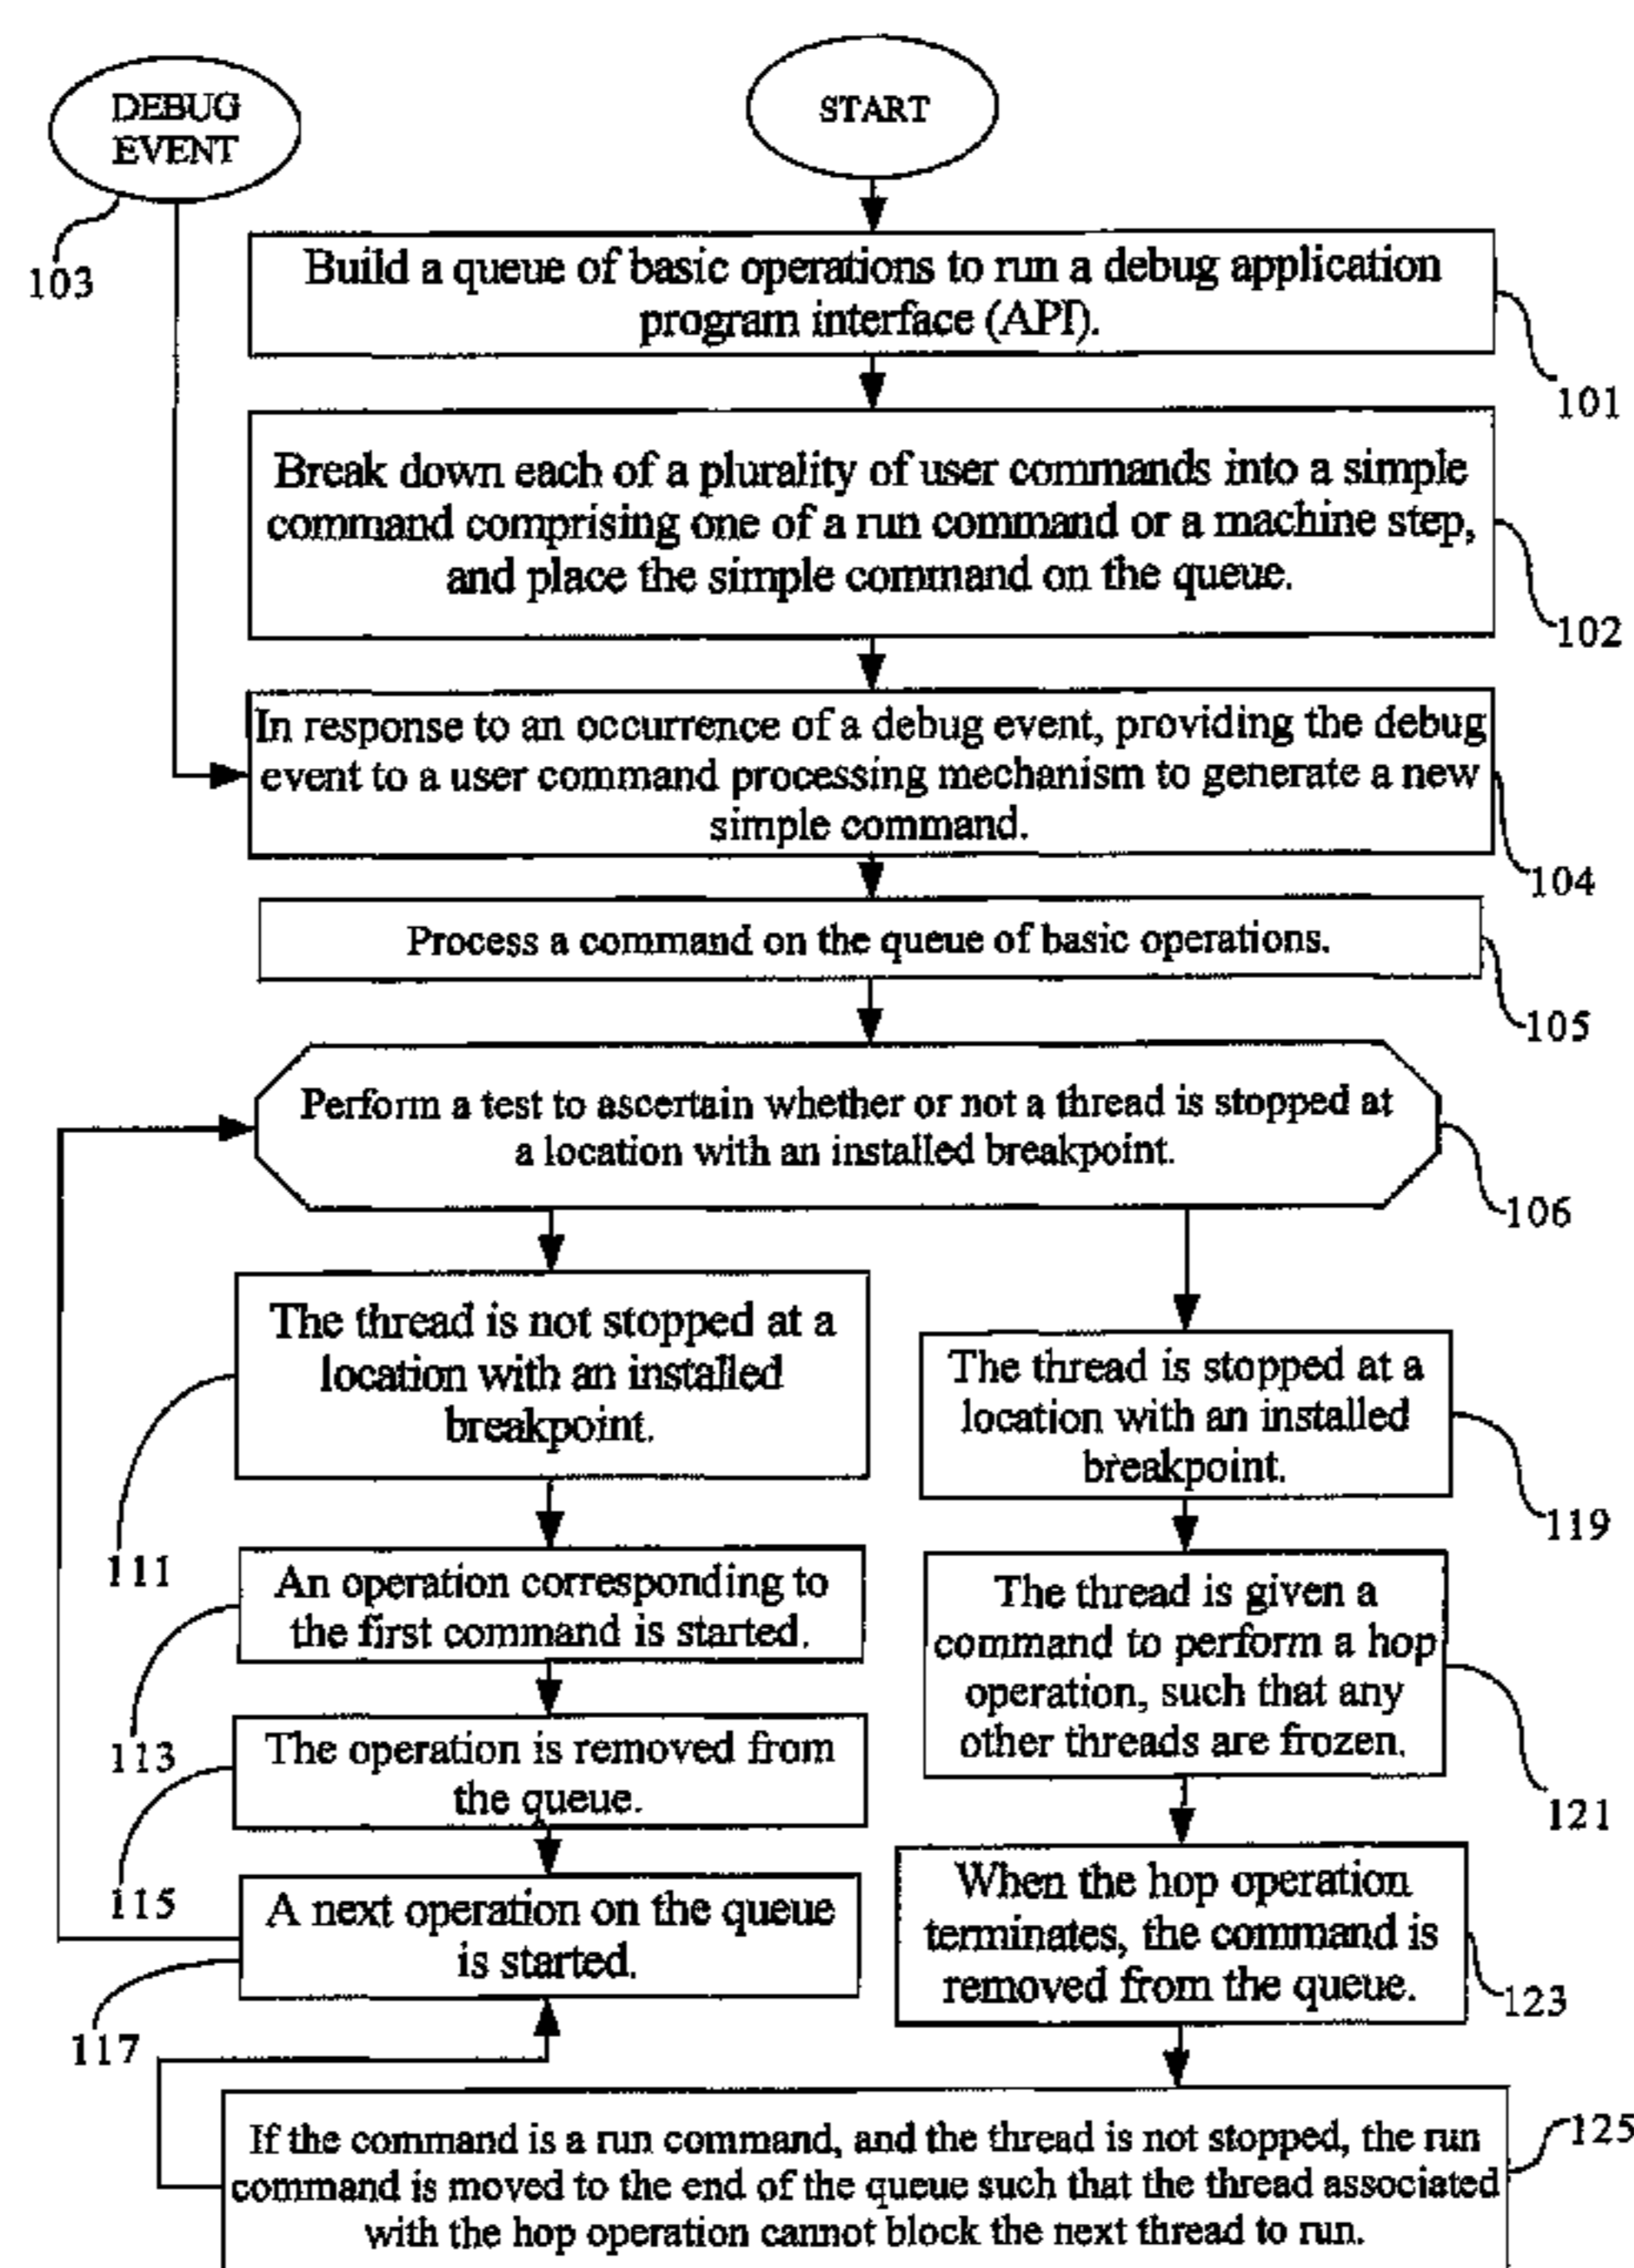 DEBUG
EVENT
103
START
Build a queue of basic operations to run a debug application
program interface (API).
101
Break down each of a plurality of user commands into a simple
command comprising one of a run command or a machine step,
and place the simple command on the queue.
102
In response to an occurrence of a debug event, providing the debug
event to a user command processing mechanism to generate a new
simple command.
104
Process a command on the queue of basic operations.
105
Perform a test to ascertain whether or not a thread is stopped at
a location with an installed breakpoint.
106
The thread is not stopped at a
location with an installed
breakpoint.
111
An operation corresponding to
the first command is started.
113
The operation is removed from
the queue.
115
A next operation on the queue
is started.
117
The thread is stopped at a
location with an installed
breakpoint.
119
The thread is given a
command to perform a hop
operation, such that any
other threads are frozen.
121
When the hop operation
terminates, the command is
removed from the queue.
123
If the command is a run command, and the thread is not stopped, the run
command is moved to the end of the queue such that the thread associated
with the hop operation cannot block the next thread to run.
125